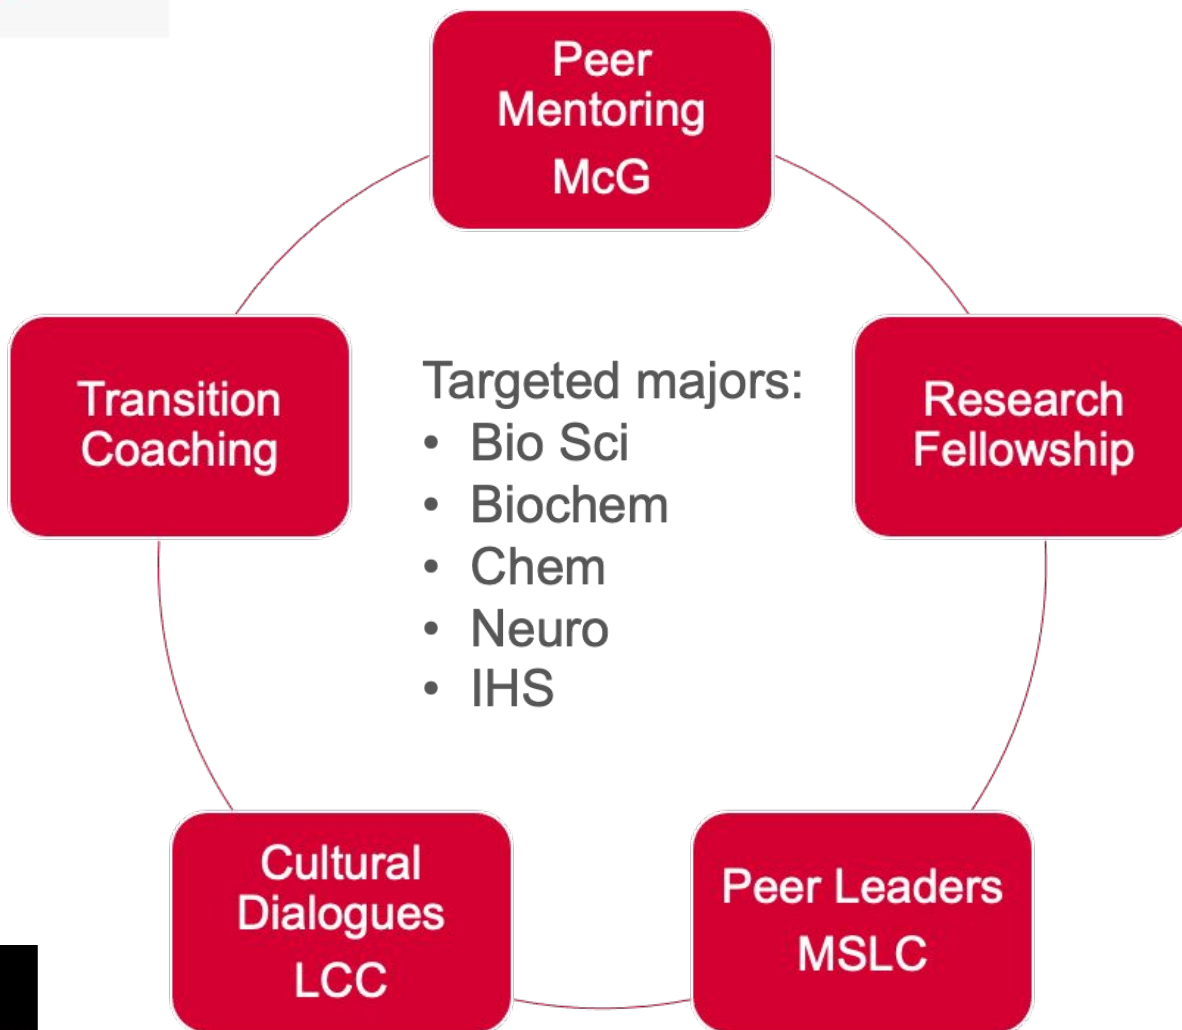 Peer
Mentoring
McG
Transition
Coaching
Targeted majors:
• Bio Sci
• Biochem
• Chem
• Neuro
• IHS
Research
Fellowship
Cultural
Dialogues
LCC
Peer Leaders
MSLC